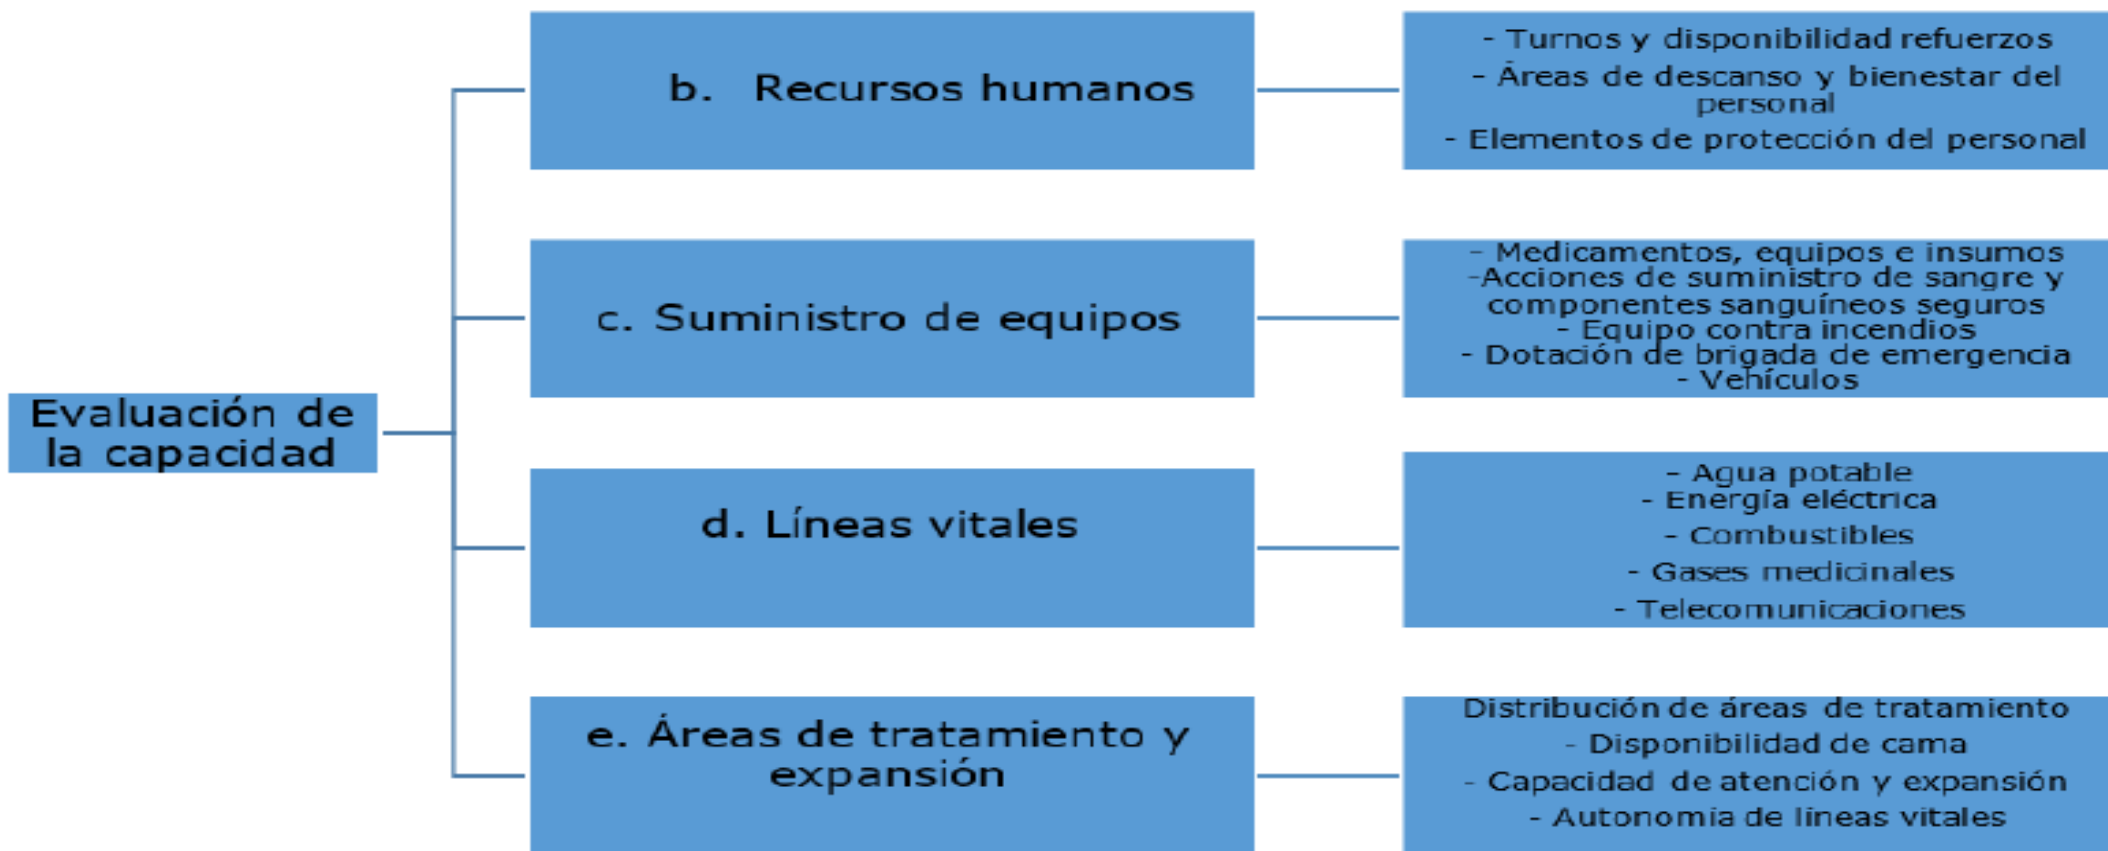 Evaluación de
la capacidad
b. Recursos humanos
- Turnos y disponibilidad refuerzos
- Áreas de descanso y bienestar del
personal
- Elementos de protección del personal
c. Suministro de equipos
- Medicamentos, equipos e insumos
-Acciones de suministro de sangre y
componentes sanguíneos seguros
- Equipo contra incendios
- Dotación de brigada de emergencia
- Vehículos
d. Líneas vitales
- Agua potable
- Energía eléctrica
- Combustibles
- Gases medicinales
- Telecomunicaciones
e. Áreas de tratamiento y
expansión
Distribución de áreas de tratamiento
- Disponibilidad de cama
- Capacidad de atención y expansión
- Autonomia de líneas vitales